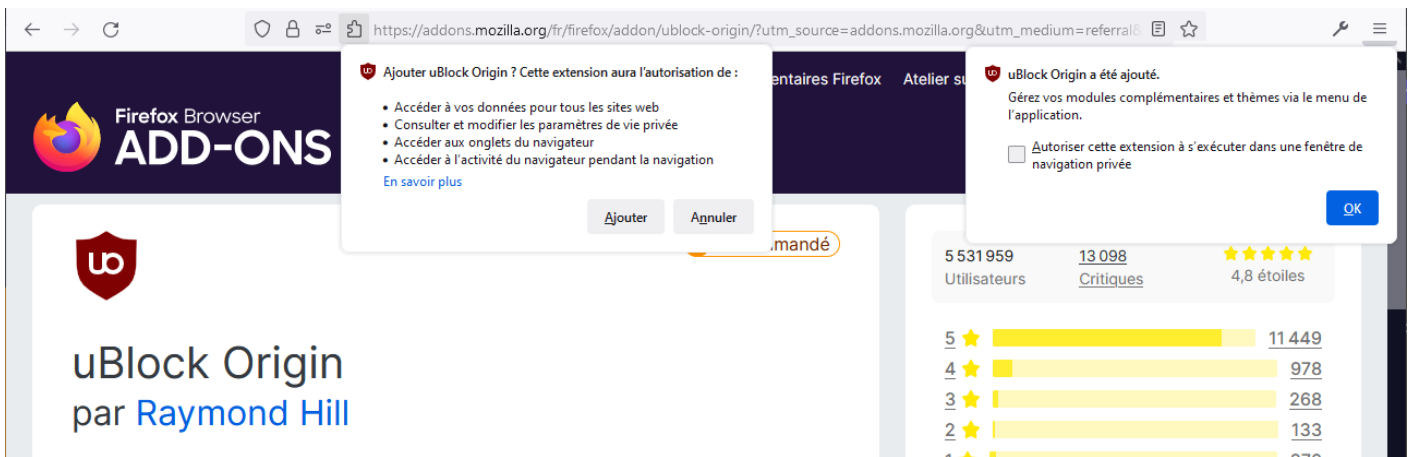 https://addons.mozilla.org/fr/firefox/addon/ublock-origin/?utm_source=addons.mozilla.org&utm_medium=referral&
Ajouter uBlock Origin ? Cette extension aura l’autorisation de :
• Accéder à vos données pour tous les sites web
• Consulter et modifier les paramètres de vie privée
• Accéder aux onglets du navigateur
• Accéder à l’activité du navigateur pendant la navigation
En savoir plus
Ajouter
Annuler
entaires Firefox
Atelier su
uBlock Origin a été ajouté.
Gérez vos modules complémentaires et thèmes via le menu de
l’application.
Autoriser cette extension à s’exécuter dans une fenêtre de
navigation privée
OK
Firefox Browser
ADD-ONS
mandé
uBlock Origin
par Raymond Hill
5 531 959
Utilisateurs
13 098
Critiques
4,8 étoiles
5 11 449
4 978
3 268
2 133